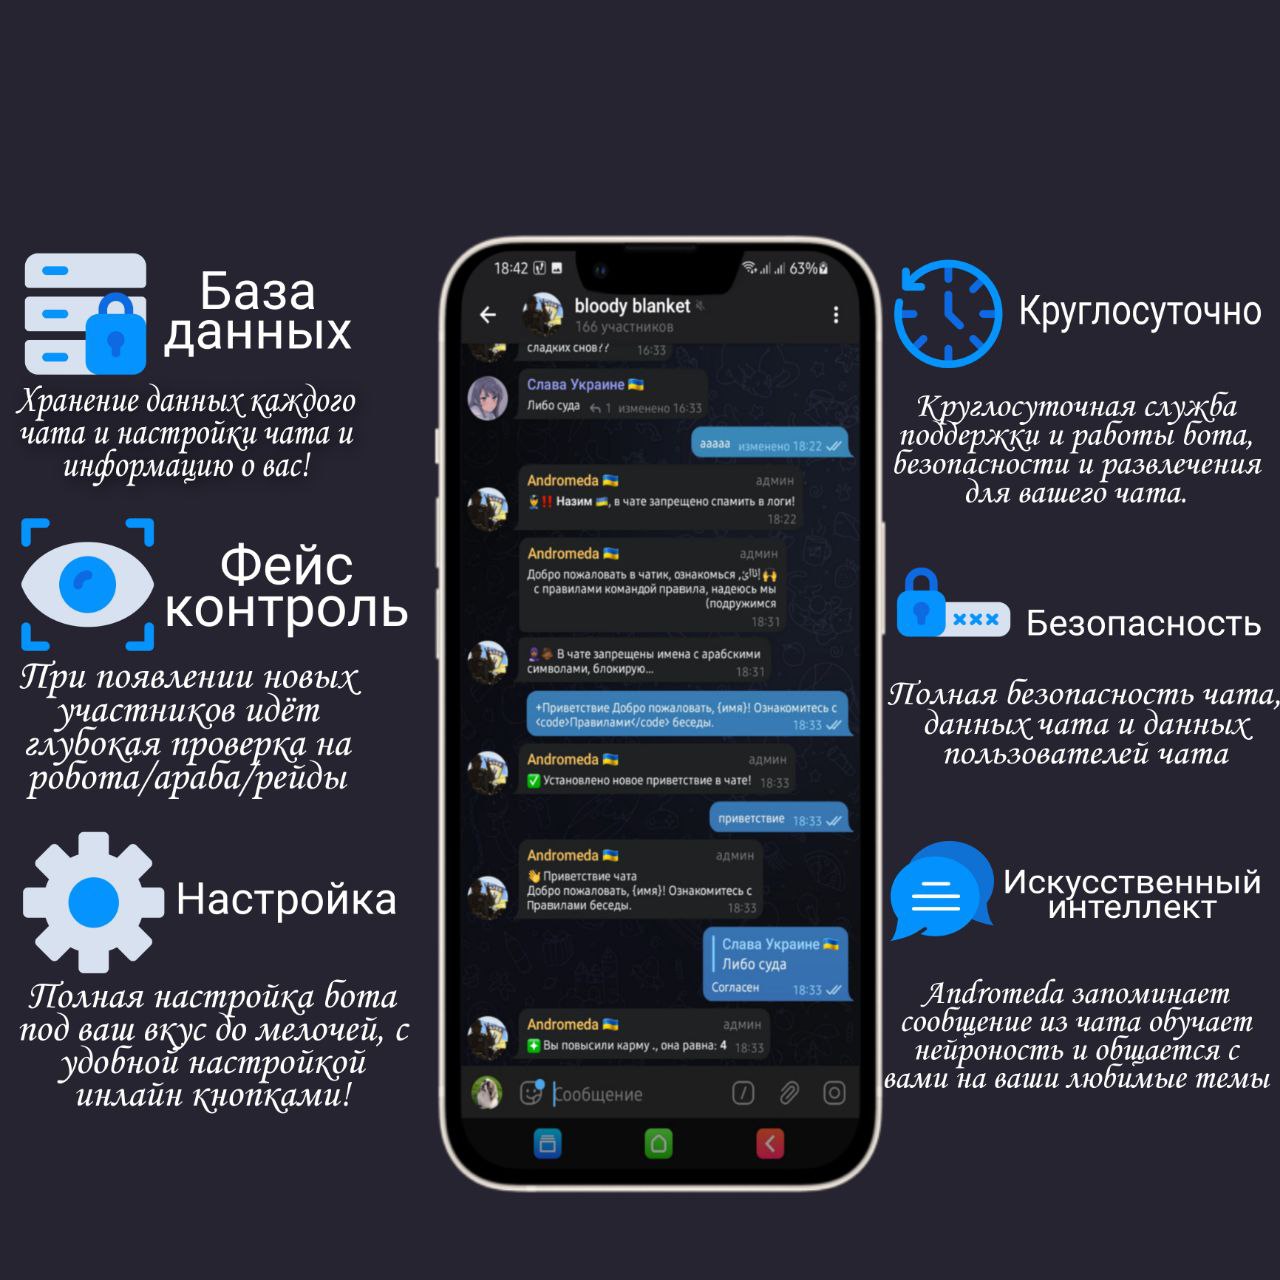 База
данных
Хранение данных каждого
чата и настройки чата и
информацию о вас!
Фейс
контроль
При появлении новых
участников идёт
глубокая проверка на
робота/араба/рейды
Настройка
Полная настройка бота
под ваш вкус до мелочей, с
удобной настройкой
инлайн кнопками!
18:42
63%
bloody blanket
166 участников
сладких снов?? 16:33
Слава Украине 🇺🇦
Либо суда 1 изменено 16:33
ааааа изменено 18:22
Andromeda 🇺🇦 админ
Назим 🇺🇦, в чате запрещено спамить в логи!
18:22
Andromeda 🇺🇦 админ
Добро пожаловать в чатик, ознакомься
с правилами командой правила, надеюсь мы
(подружимся
18:31
В чате запрещены имена с арабскими
символами, блокирую... 18:31
+Приветствие Добро пожаловать, {имя}! Ознакомитесь с
<code>Правилами</code> беседы. 18:33
Andromeda 🇺🇦 админ
✅ Установлено новое приветствие в чате! 18:33
приветствие 18:33
Andromeda 🇺🇦 админ
👋 Приветствие чата
Добро пожаловать, {имя}! Ознакомитесь с
Правилами беседы. 18:33
Слава Украине 🇺🇦
Либо суда
Согласен 18:33
Andromeda 🇺🇦 админ
Вы повысили карму ., она равна: 4 18:33
Сообщение
Круглосуточно
Круглосуточная служба
поддержки и работы бота,
безопасности и развлечения
для вашего чата.
xxx
Безопасность
Полная безопасность чата,
данных чата и данных
пользователей чата
Искусственный
интеллект
Andromeda запоминает
сообщение из чата обучает
нейроность и общается с
вами на ваши любимые темы